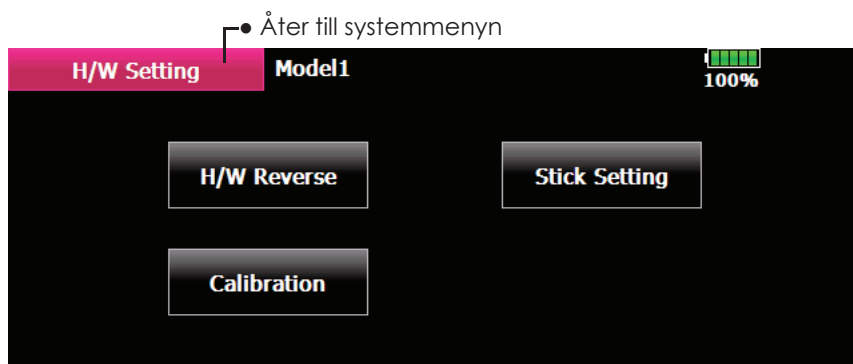 Åter till systemmenyn
H/W Setting Model1
100%
H/W Reverse Stick Setting
Calibration